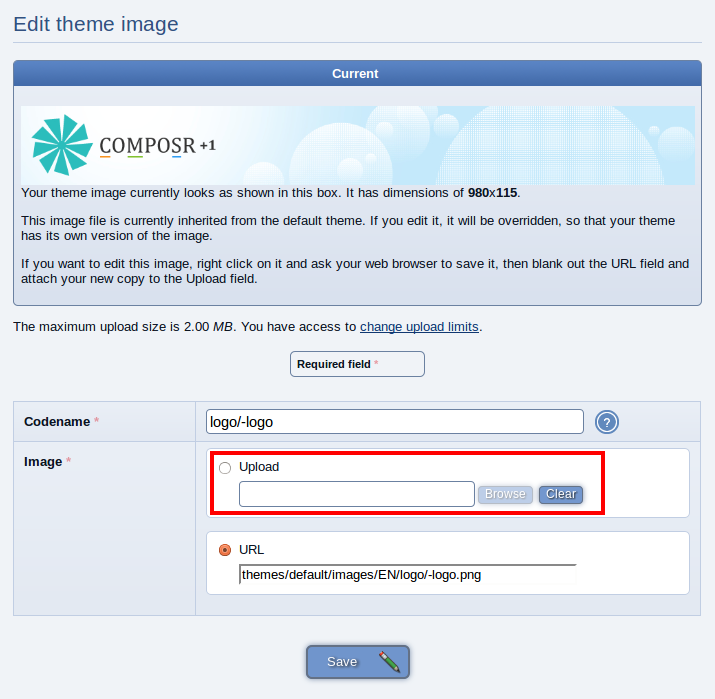 Edit theme image
Current
COMPOSR +1
Your theme image currently looks as shown in this box. It has dimensions of 980x115.
This image file is currently inherited from the default theme. If you edit it, it will be overridden, so that your theme
has its own version of the image.
If you want to edit this image, right click on it and ask your web browser to save it, then blank out the URL field and
attach your new copy to the Upload field.
The maximum upload size is 2.00 MB. You have access to change upload limits.
Required field *
Codename *
logo/-logo
?
Image *
Upload
Browse
Clear
URL
themes/default/images/EN/logo/-logo.png
Save